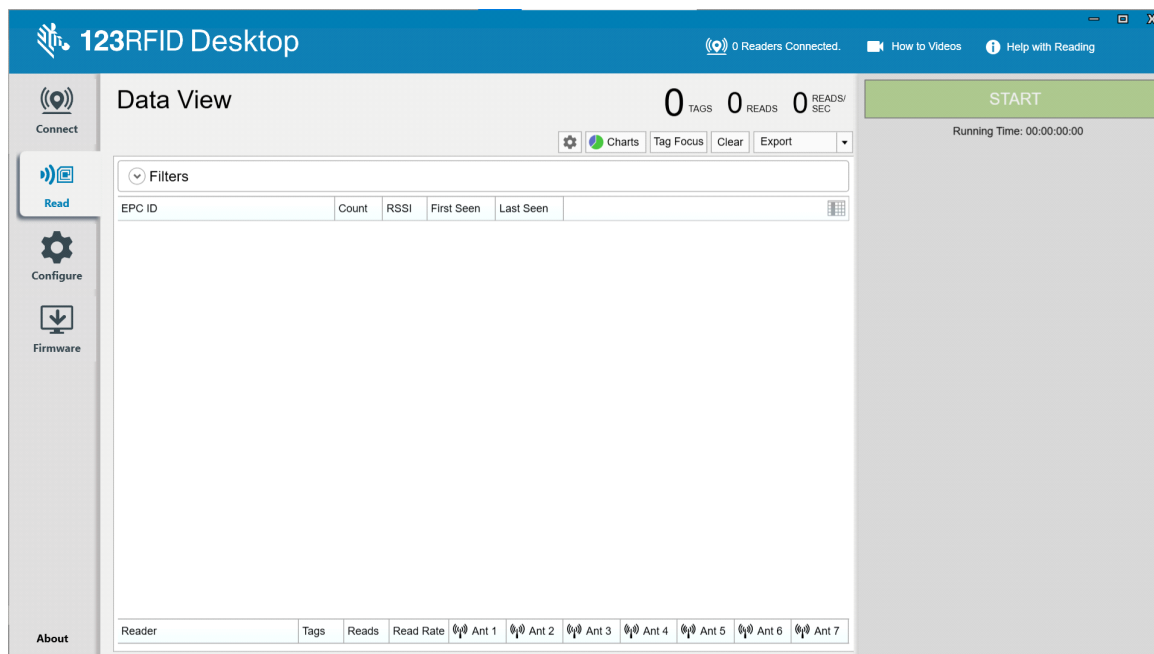 123RFID Desktop
0 Readers Connected.
How to Videos
Help with Reading
Connect
Read
Configure
Firmware
About
Data View
0 TAGS 0 READS 0 READS/SEC
Charts
Tag Focus
Clear
Export
Filters
EPC ID Count RSSI First Seen Last Seen
Reader Tags Reads Read Rate Ant 1 Ant 2 Ant 3 Ant 4 Ant 5 Ant 6 Ant 7
START
Running Time: 00:00:00:00